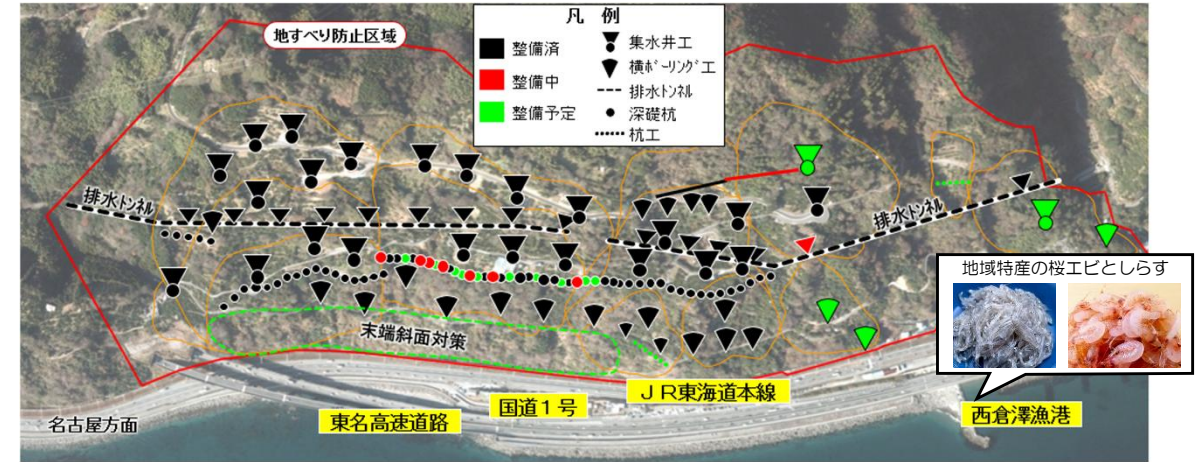 地すべり防止区域
凡 例
整備済
整備中
整備予定
集水井工
横ボーリング工
排水トンネル
深礎杭
杭工
排水トンネル
排水トンネル
末端斜面対策
地域特産の桜エビとしらす
ＪＲ東海道本線
国道１号
東名高速道路
西倉澤漁港
名古屋方面